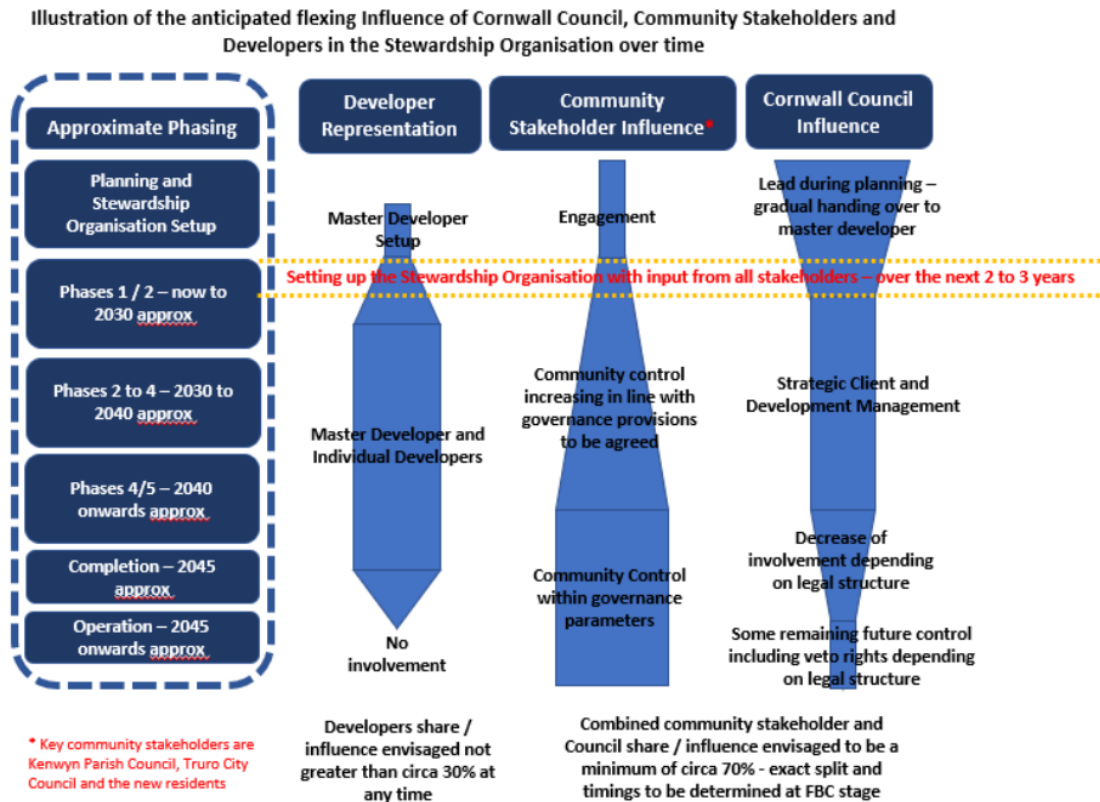 Illustration of the anticipated flexing Influence of Cornwall Council, Community Stakeholders and
Developers in the Stewardship Organisation over time
Approximate Phasing
Planning and
Stewardship
Organisation Setup
Phases 1 / 2 – now to
2030 approx
Phases 2 to 4 – 2030 to
2040 approx
Phases 4/5 – 2040
onwards approx
Completion – 2045
approx
Operation – 2045
onwards approx
* Key community stakeholders are
Kenwyn Parish Council, Truro City
Council and the new residents
Developer
Representation
Master Developer
Setup
Setting up the Stewardship Organisation with input from all stakeholders – over the next 2 to 3 years
Master Developer and
Individual Developers
No
involvement
Developers share /
influence envisaged not
greater than circa 30% at
any time
Community
Stakeholder Influence*
Engagement
Community control
increasing in line with
governance provisions
to be agreed
Community Control
within governance
parameters
Cornwall Council
Influence
Lead during planning –
gradual handing over to
master developer
Strategic Client and
Development Management
Decrease of
involvement depending
on legal structure
Some remaining future control
including veto rights depending
on legal structure
Combined community stakeholder and
Council share / influence envisaged to be a
minimum of circa 70% - exact split and
timings to be determined at FBC stage